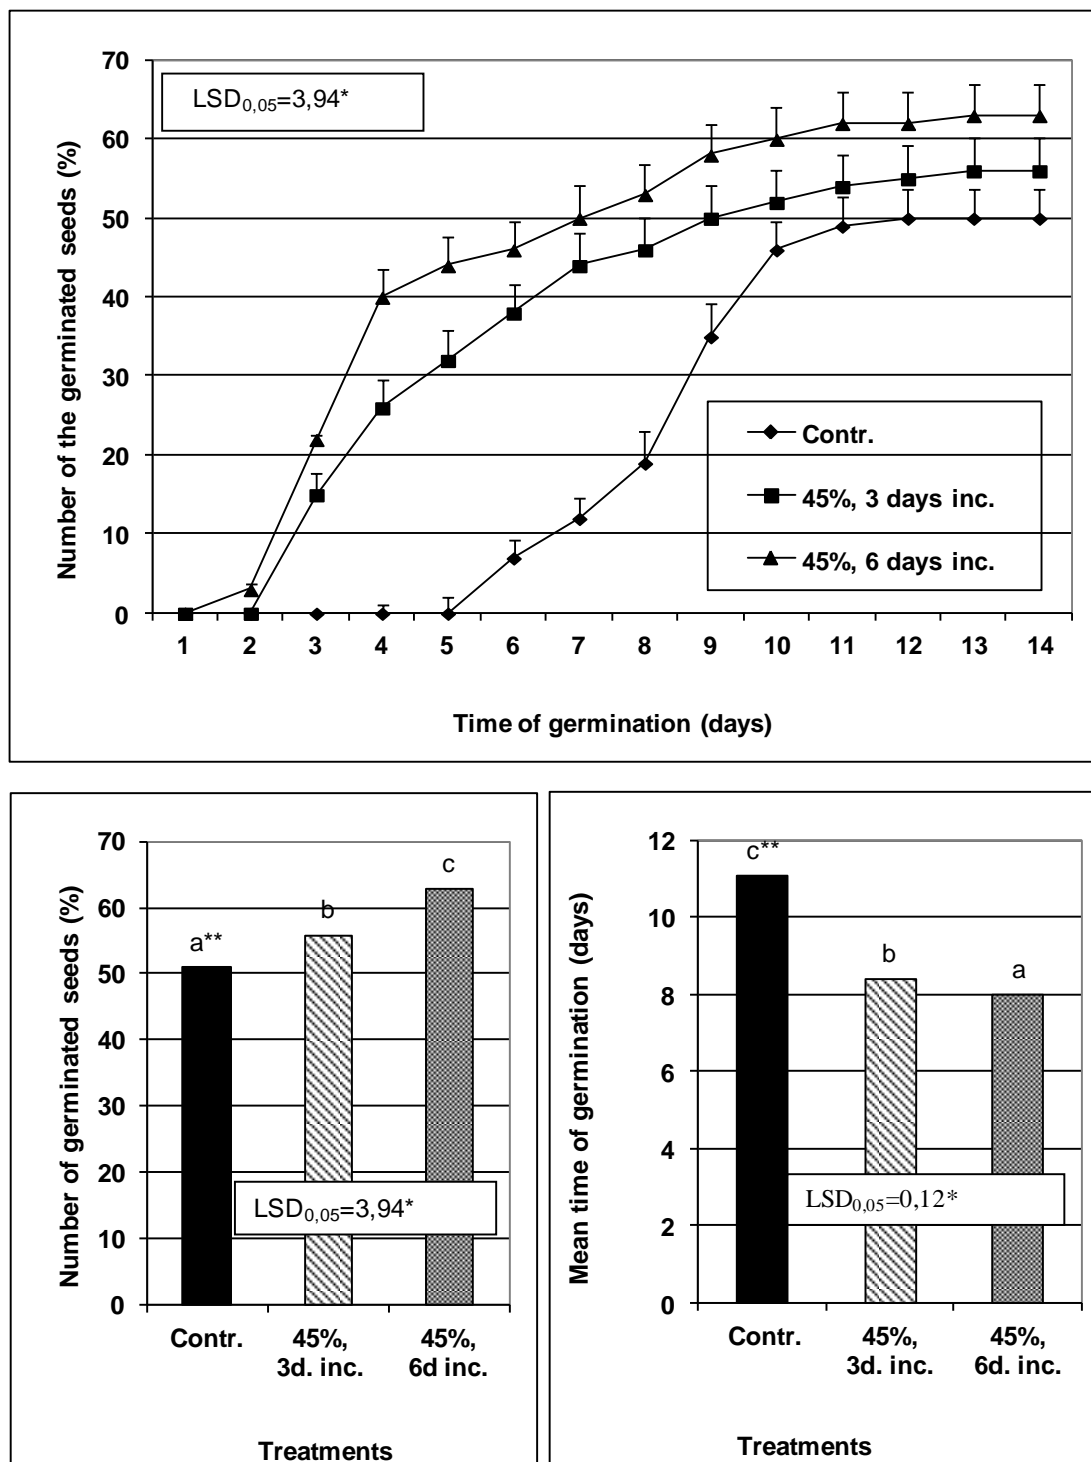 70
60
50
40
30
20
10
0
Number of the germinated seeds (%)
LSD0,05=3,94*
Contr.
45%, 3 days inc.
45%, 6 days inc.
1 2 3 4 5 6 7 8 9 10 11 12 13 14
Time of germination (days)
70
60
50
40
30
20
10
0
Number of germinated seeds (%)
a**
b
c
LSD0,05=3,94*
Contr. 45%, 45%,
3d. inc. 6d inc.
Treatments
12
10
8
6
4
2
0
Mean time of germination (days)
c**
b
a
LSD0,05=0,12*
Contr. 45%, 45%,
3d. inc. 6d. inc.
Treatments